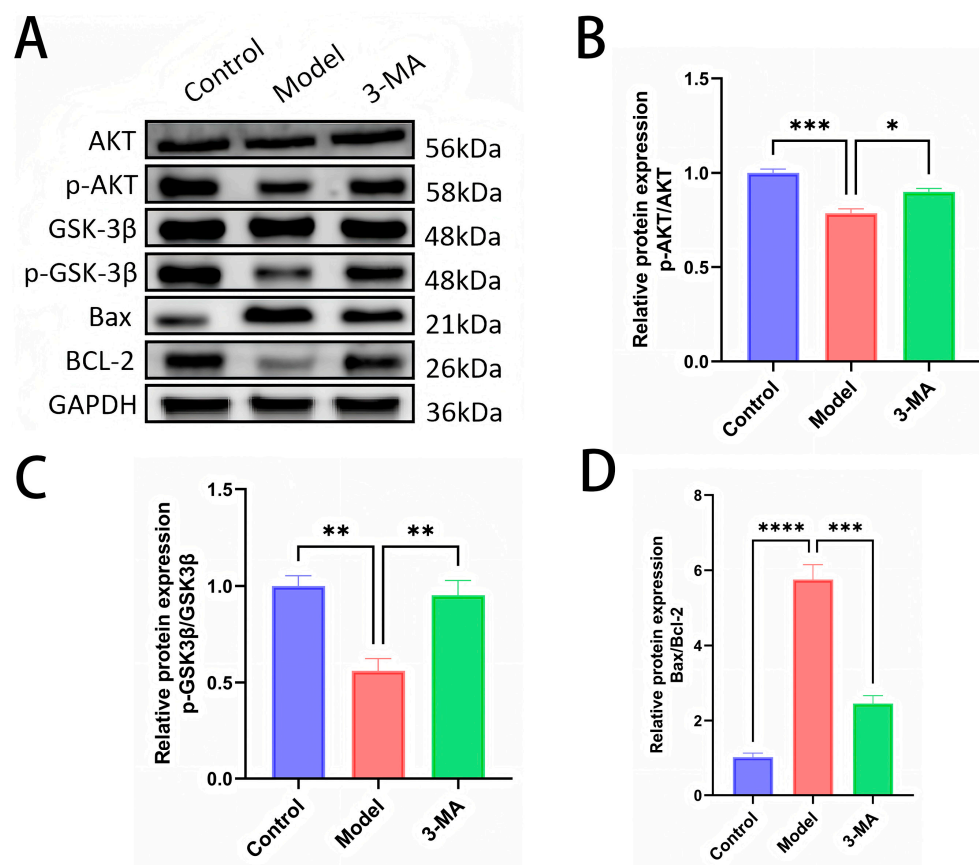 A
Control Model 3-MA
AKT 56kDa
p-AKT 58kDa
GSK-3β 48kDa
p-GSK-3β 48kDa
Bax 21kDa
BCL-2 26kDa
GAPDH 36kDa
B
Relative protein expression
p-AKT/AKT
1.5
1.0
0.5
0.0
*** *
Control Model 3-MA
C
Relative protein expression
p-GSK3β/GSK3β
1.5
1.0
0.5
0.0
** **
Control Model 3-MA
D
Relative protein expression
Bax/Bcl-2
8
6
4
2
0
**** ***
Control Model 3-MA